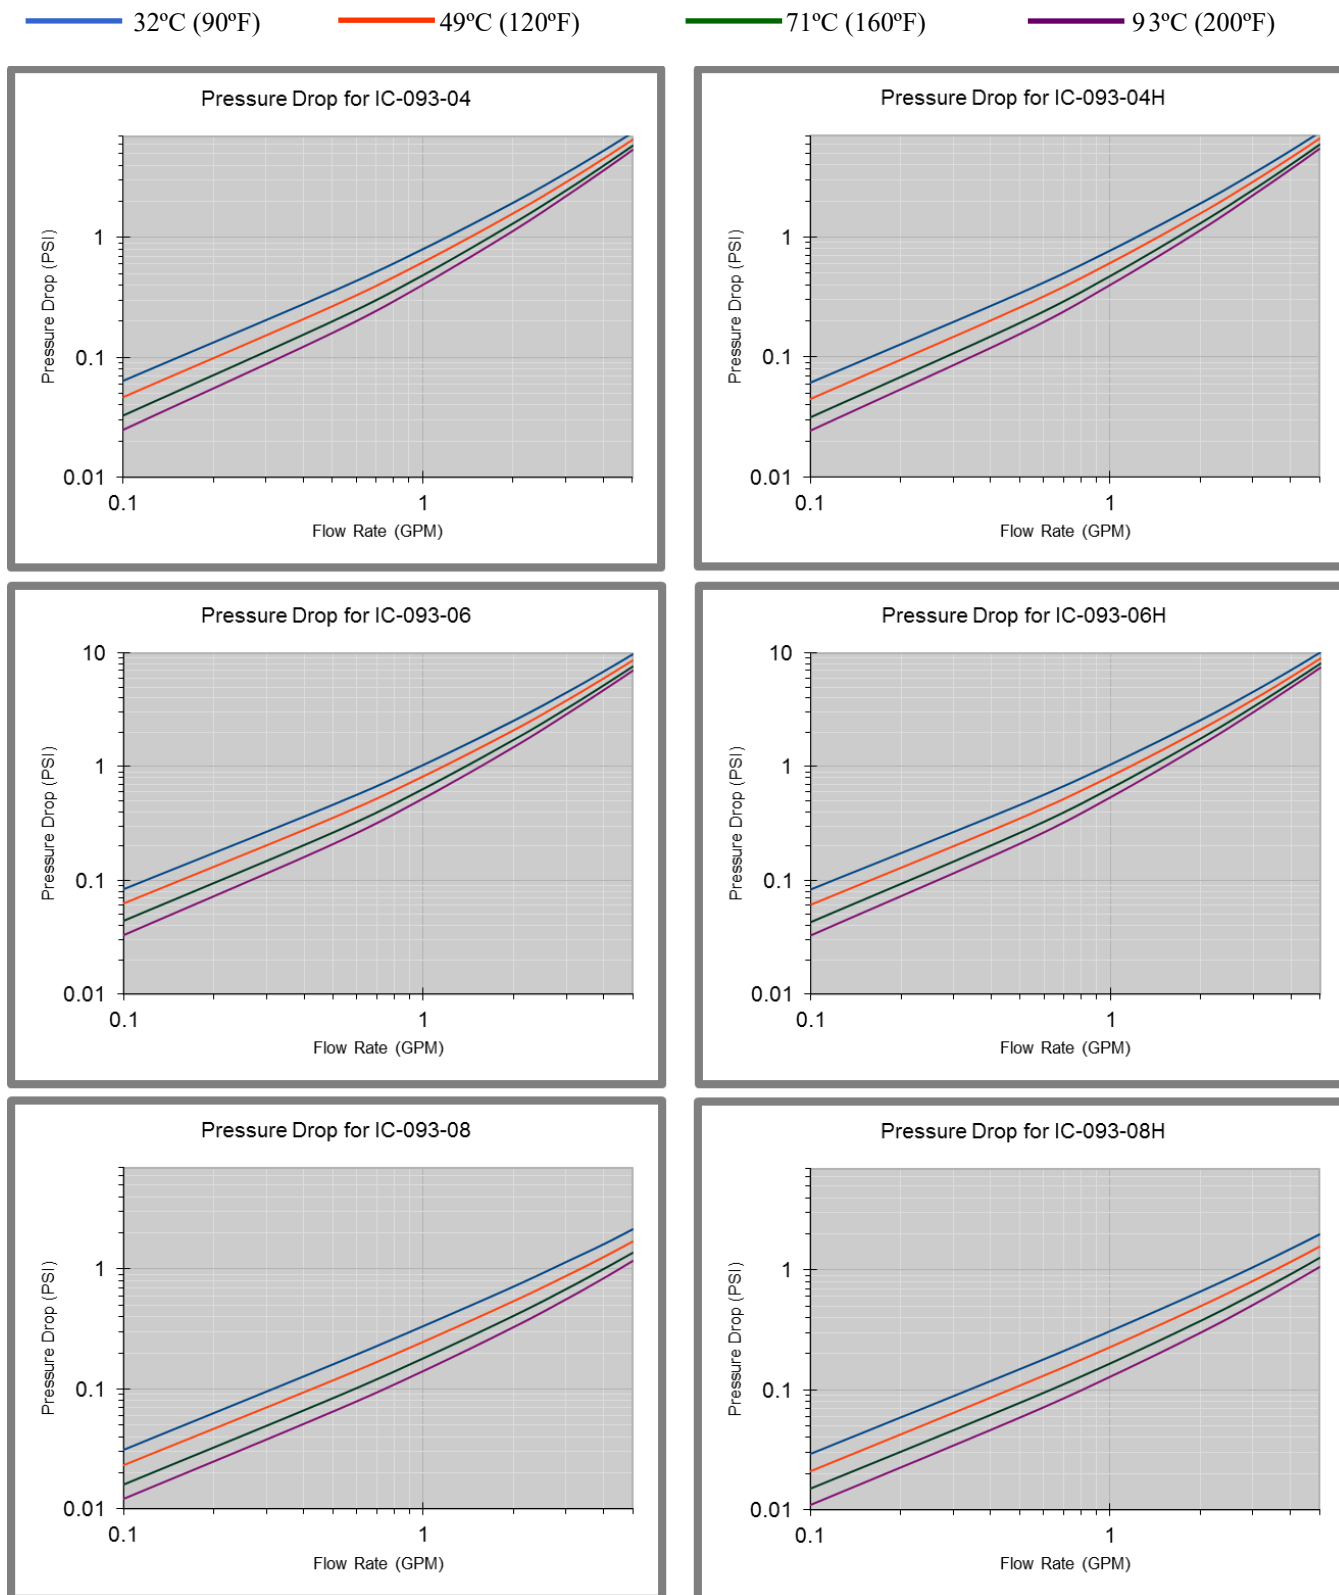 32ºC (90ºF) 49ºC (120ºF) 71ºC (160ºF) 93ºC (200ºF)
Pressure Drop for IC-093-04
Pressure Drop (PSI)
1
0.1
0.01
0.1 1
Flow Rate (GPM)
Pressure Drop for IC-093-04H
Pressure Drop (PSI)
1
0.1
0.01
0.1 1
Flow Rate (GPM)
Pressure Drop for IC-093-06
Pressure Drop (PSI)
10
1
0.1
0.01
0.1 1
Flow Rate (GPM)
Pressure Drop for IC-093-06H
Pressure Drop (PSI)
10
1
0.1
0.01
0.1 1
Flow Rate (GPM)
Pressure Drop for IC-093-08
Pressure Drop (PSI)
1
0.1
0.01
0.1 1
Flow Rate (GPM)
Pressure Drop for IC-093-08H
Pressure Drop (PSI)
1
0.1
0.01
0.1 1
Flow Rate (GPM)